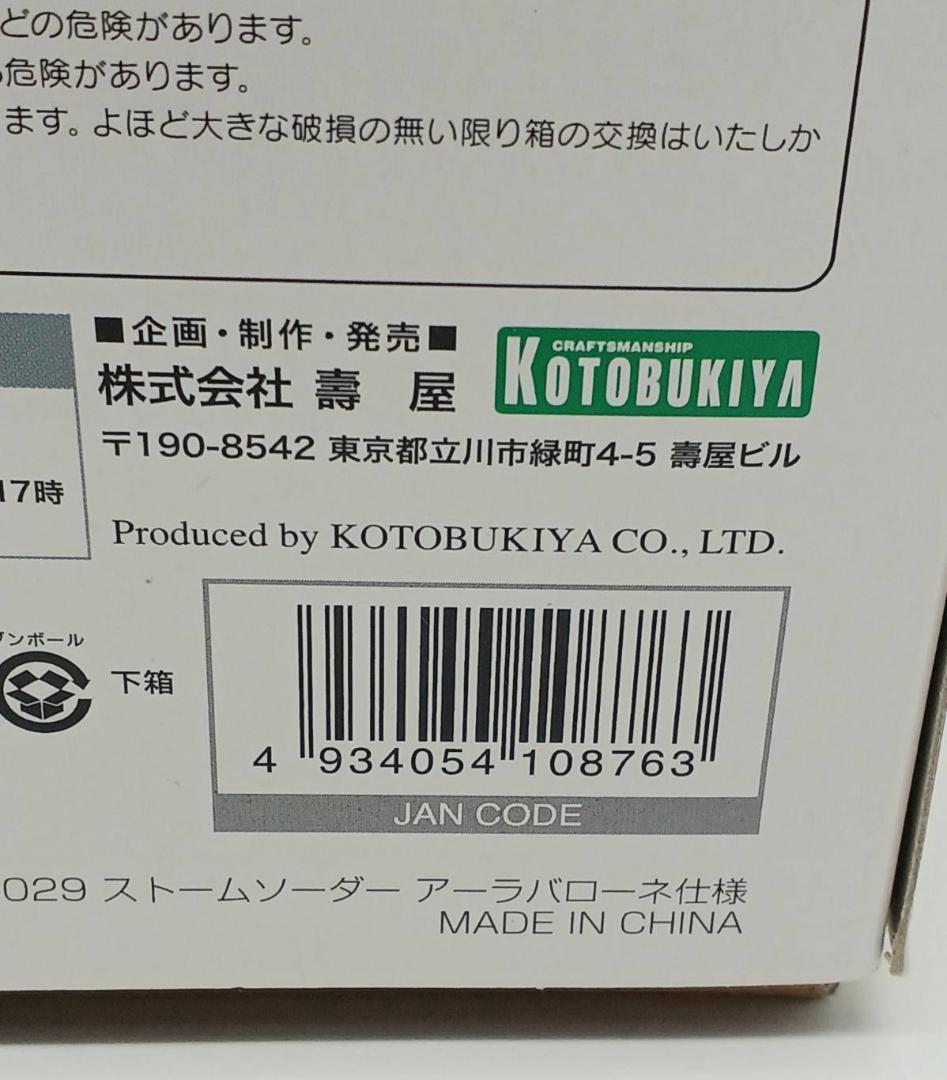 どの危険があります。
危険があります。
ます。よほど大きな破損の無い限り箱の交換はいたしか
■企画・制作・発売■
株式会社 壽 屋
CRAFTSMANSHIP
KOTOBUKIYA
〒190-8542 東京都立川市緑町4-5 壽屋ビル
17時
Produced by KOTOBUKIYA CO., LTD.
ンボール
下箱
4 934054 108763
JAN CODE
029 ストームソーダー アーラバローネ仕様
MADE IN CHINA